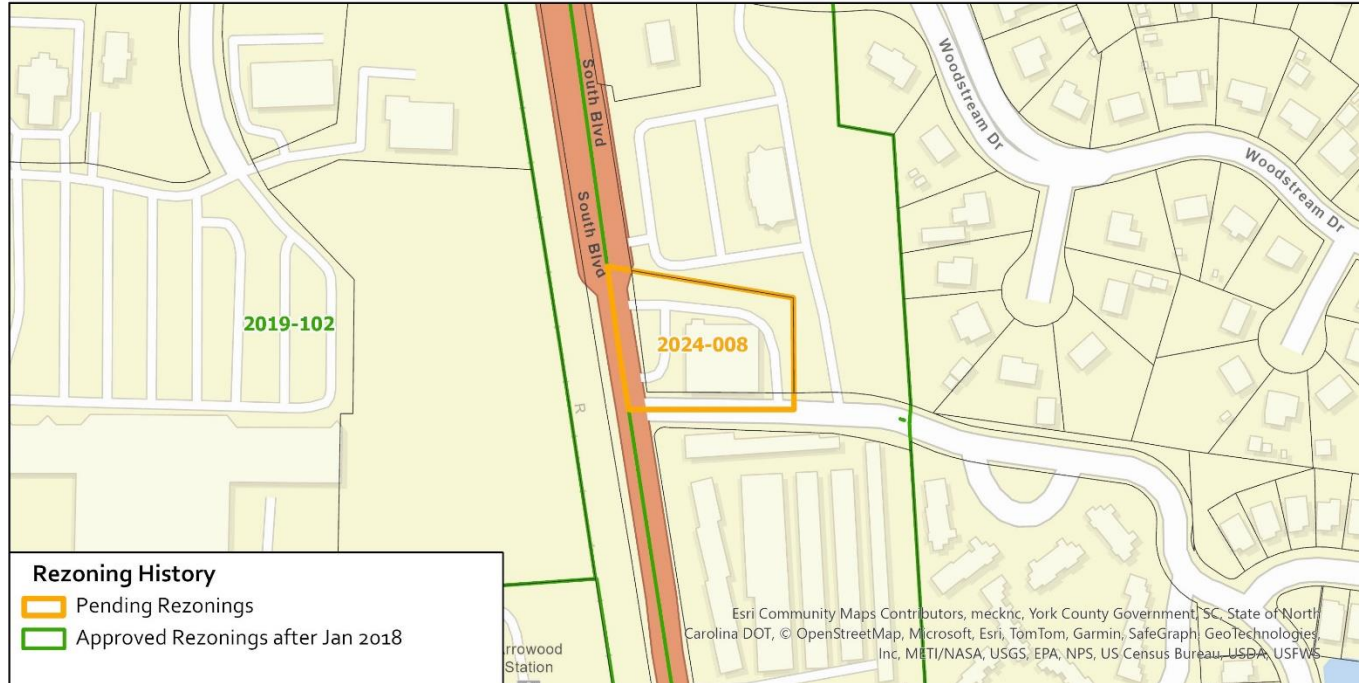 South Blvd
South Blvd
Woodstream Dr
Woodstream Dr
2019-102
2024-008
R
Rezoning History
Pending Rezonings
Approved Rezonings after Jan 2018
rrowood
Station
Esri Community Maps Contributors, mecknc, York County Government, SC, State of North
Carolina DOT, © OpenStreetMap, Microsoft, Esri, TomTom, Garmin, SafeGraph, GeoTechnologies,
Inc, METI/NASA, USGS, EPA, NPS, US Census Bureau, USDA, USFWS